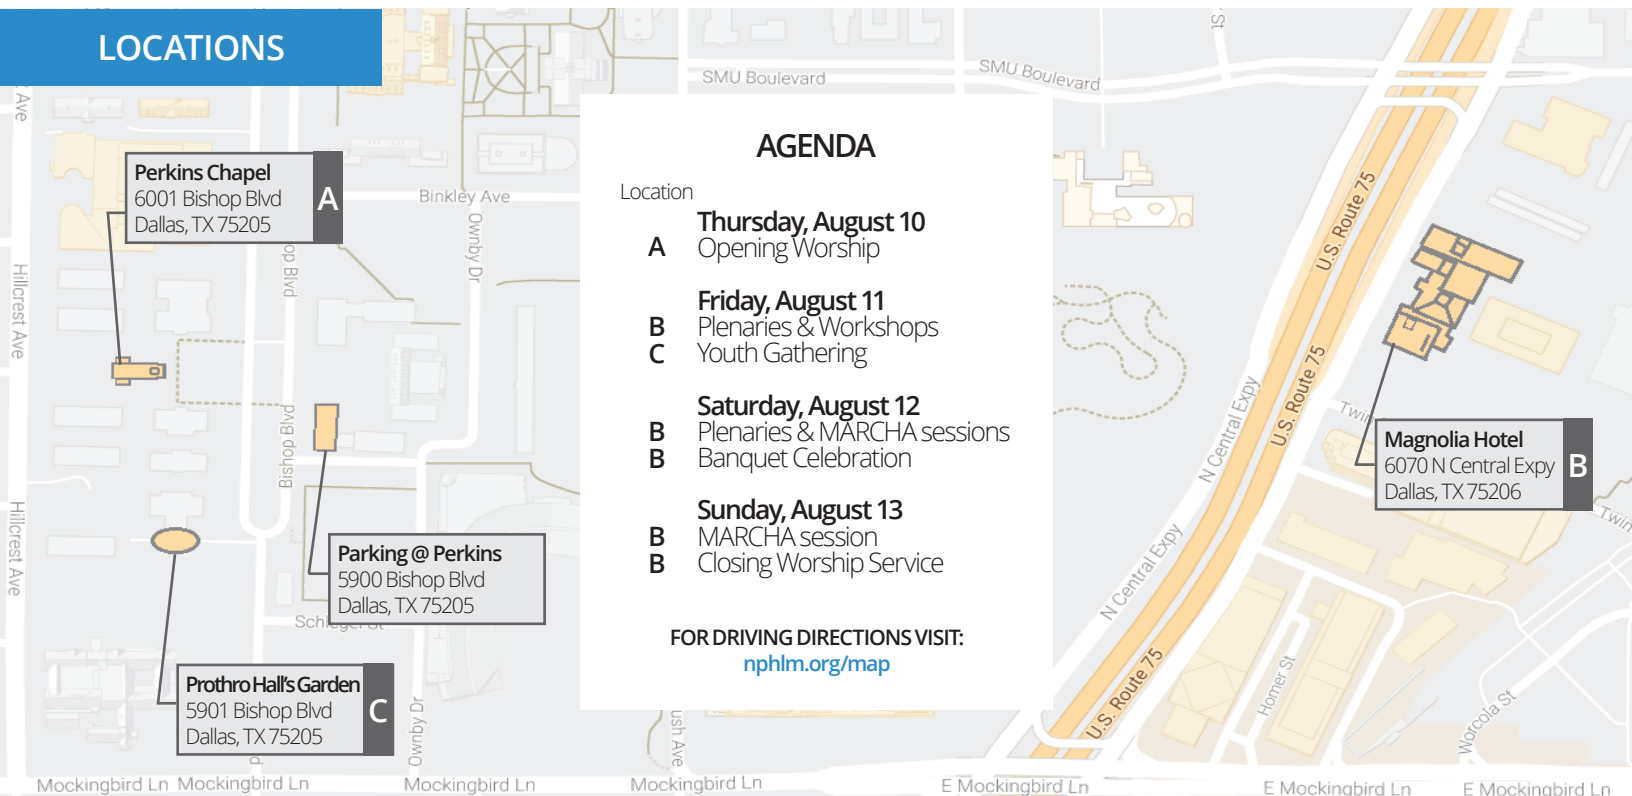 LOCATIONS
St
Ave
SMU Boulevard
SMU Boulevard
Perkins Chapel
6001 Bishop Blvd
Dallas, TX 75205
A
Binkley Ave
Ownby Dr
Blvd
Hillcrest Ave
AGENDA
Location
Thursday, August 10
A Opening Worship
Friday, August 11
B Plenaries & Workshops
C Youth Gathering
Saturday, August 12
B Plenaries & MARCHA sessions
B Banquet Celebration
Sunday, August 13
B MARCHA session
B Closing Worship Service
FOR DRIVING DIRECTIONS VISIT:
nphlm.org/map
U.S. Route 75
U.S. Route 75
N Central Expy
Magnolia Hotel
6070 N Central Expy
Dallas, TX 75206
B
Bishop Blvd
Hillcrest Ave
N Central Expy
Parking @ Perkins
5900 Bishop Blvd
Dallas, TX 75205
Prothro Hall's Garden
5901 Bishop Blvd
Dallas, TX 75205
C
Ownby Dr
Ave
U.S. Route 75
Homer St
Worcola St
Mockingbird Ln
Mockingbird Ln
Mockingbird Ln
Mockingbird Ln
E Mockingbird Ln
E Mockingbird Ln
E Mockingbird Ln